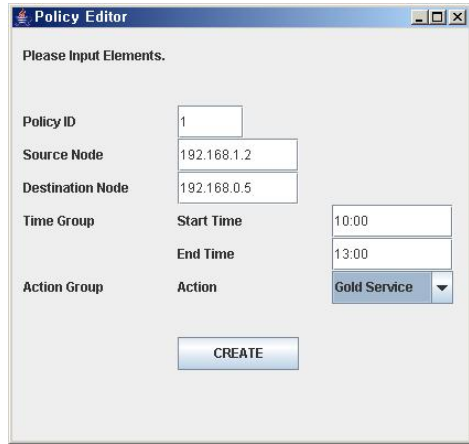 Policy Editor
Please Input Elements.
Policy ID 1
Source Node 192.168.1.2
Destination Node 192.168.0.5
Time Group Start Time 10:00
End Time 13:00
Action Group Action Gold Service
CREATE